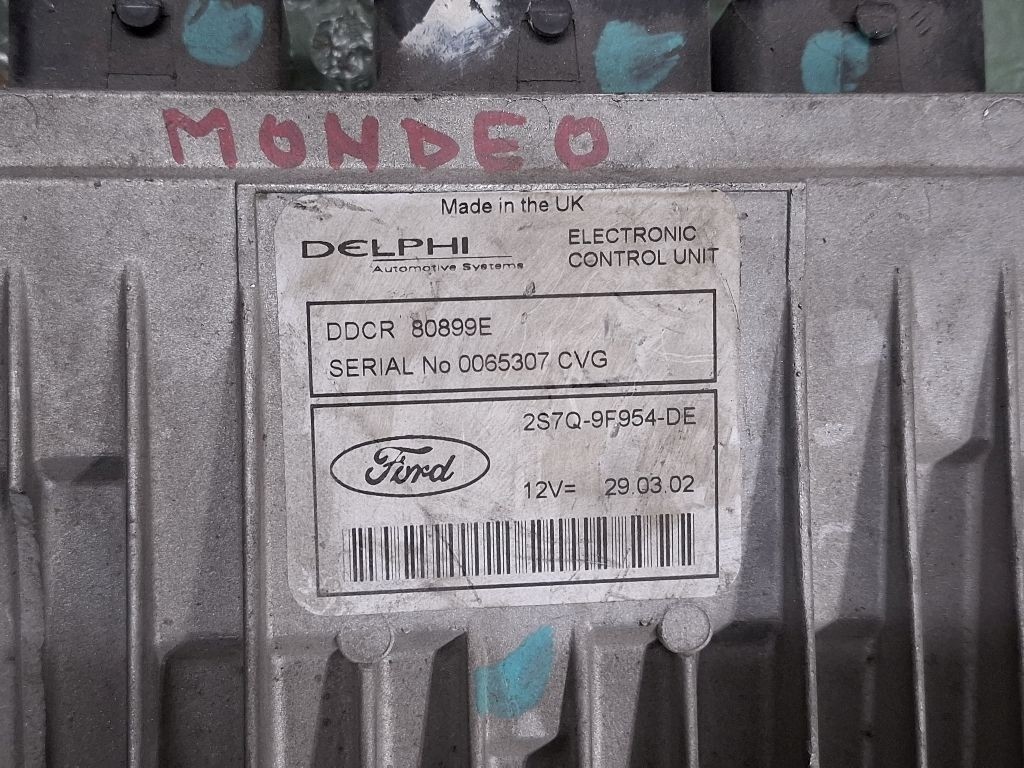 MONDEO
Made in the UK
DELPHI
Automotive Systems
ELECTRONIC
CONTROL UNIT
DDCR 80899E
SERIAL No 0065307 CVG
2S7Q-9F954-DE
Ford
12V= 29.03.02